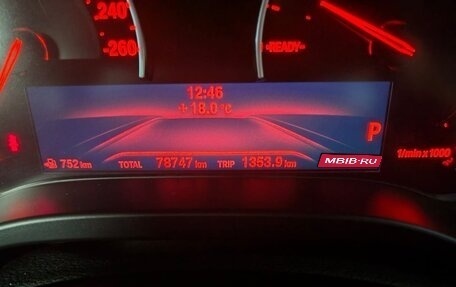 240
260
-READY-
12:46
+18.0 °C
P
752 km TOTAL 78747 km TRIP 1353.9 km
MBIB-RU
1/min x 1000